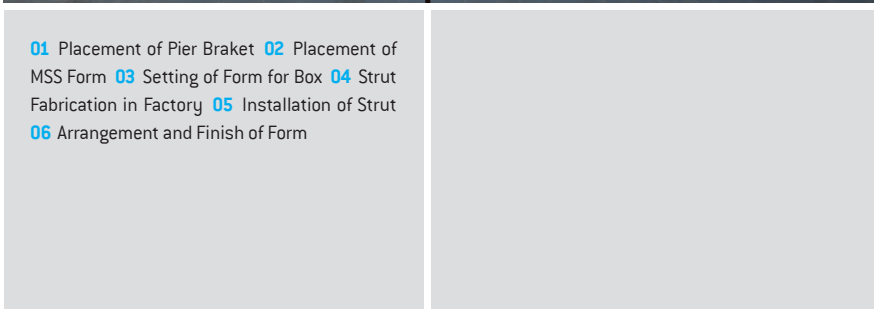 01 Placement of Pier Braket 02 Placement of
MSS Form 03 Setting of Form for Box 04 Strut
Fabrication in Factory 05 Installation of Strut
06 Arrangement and Finish of Form